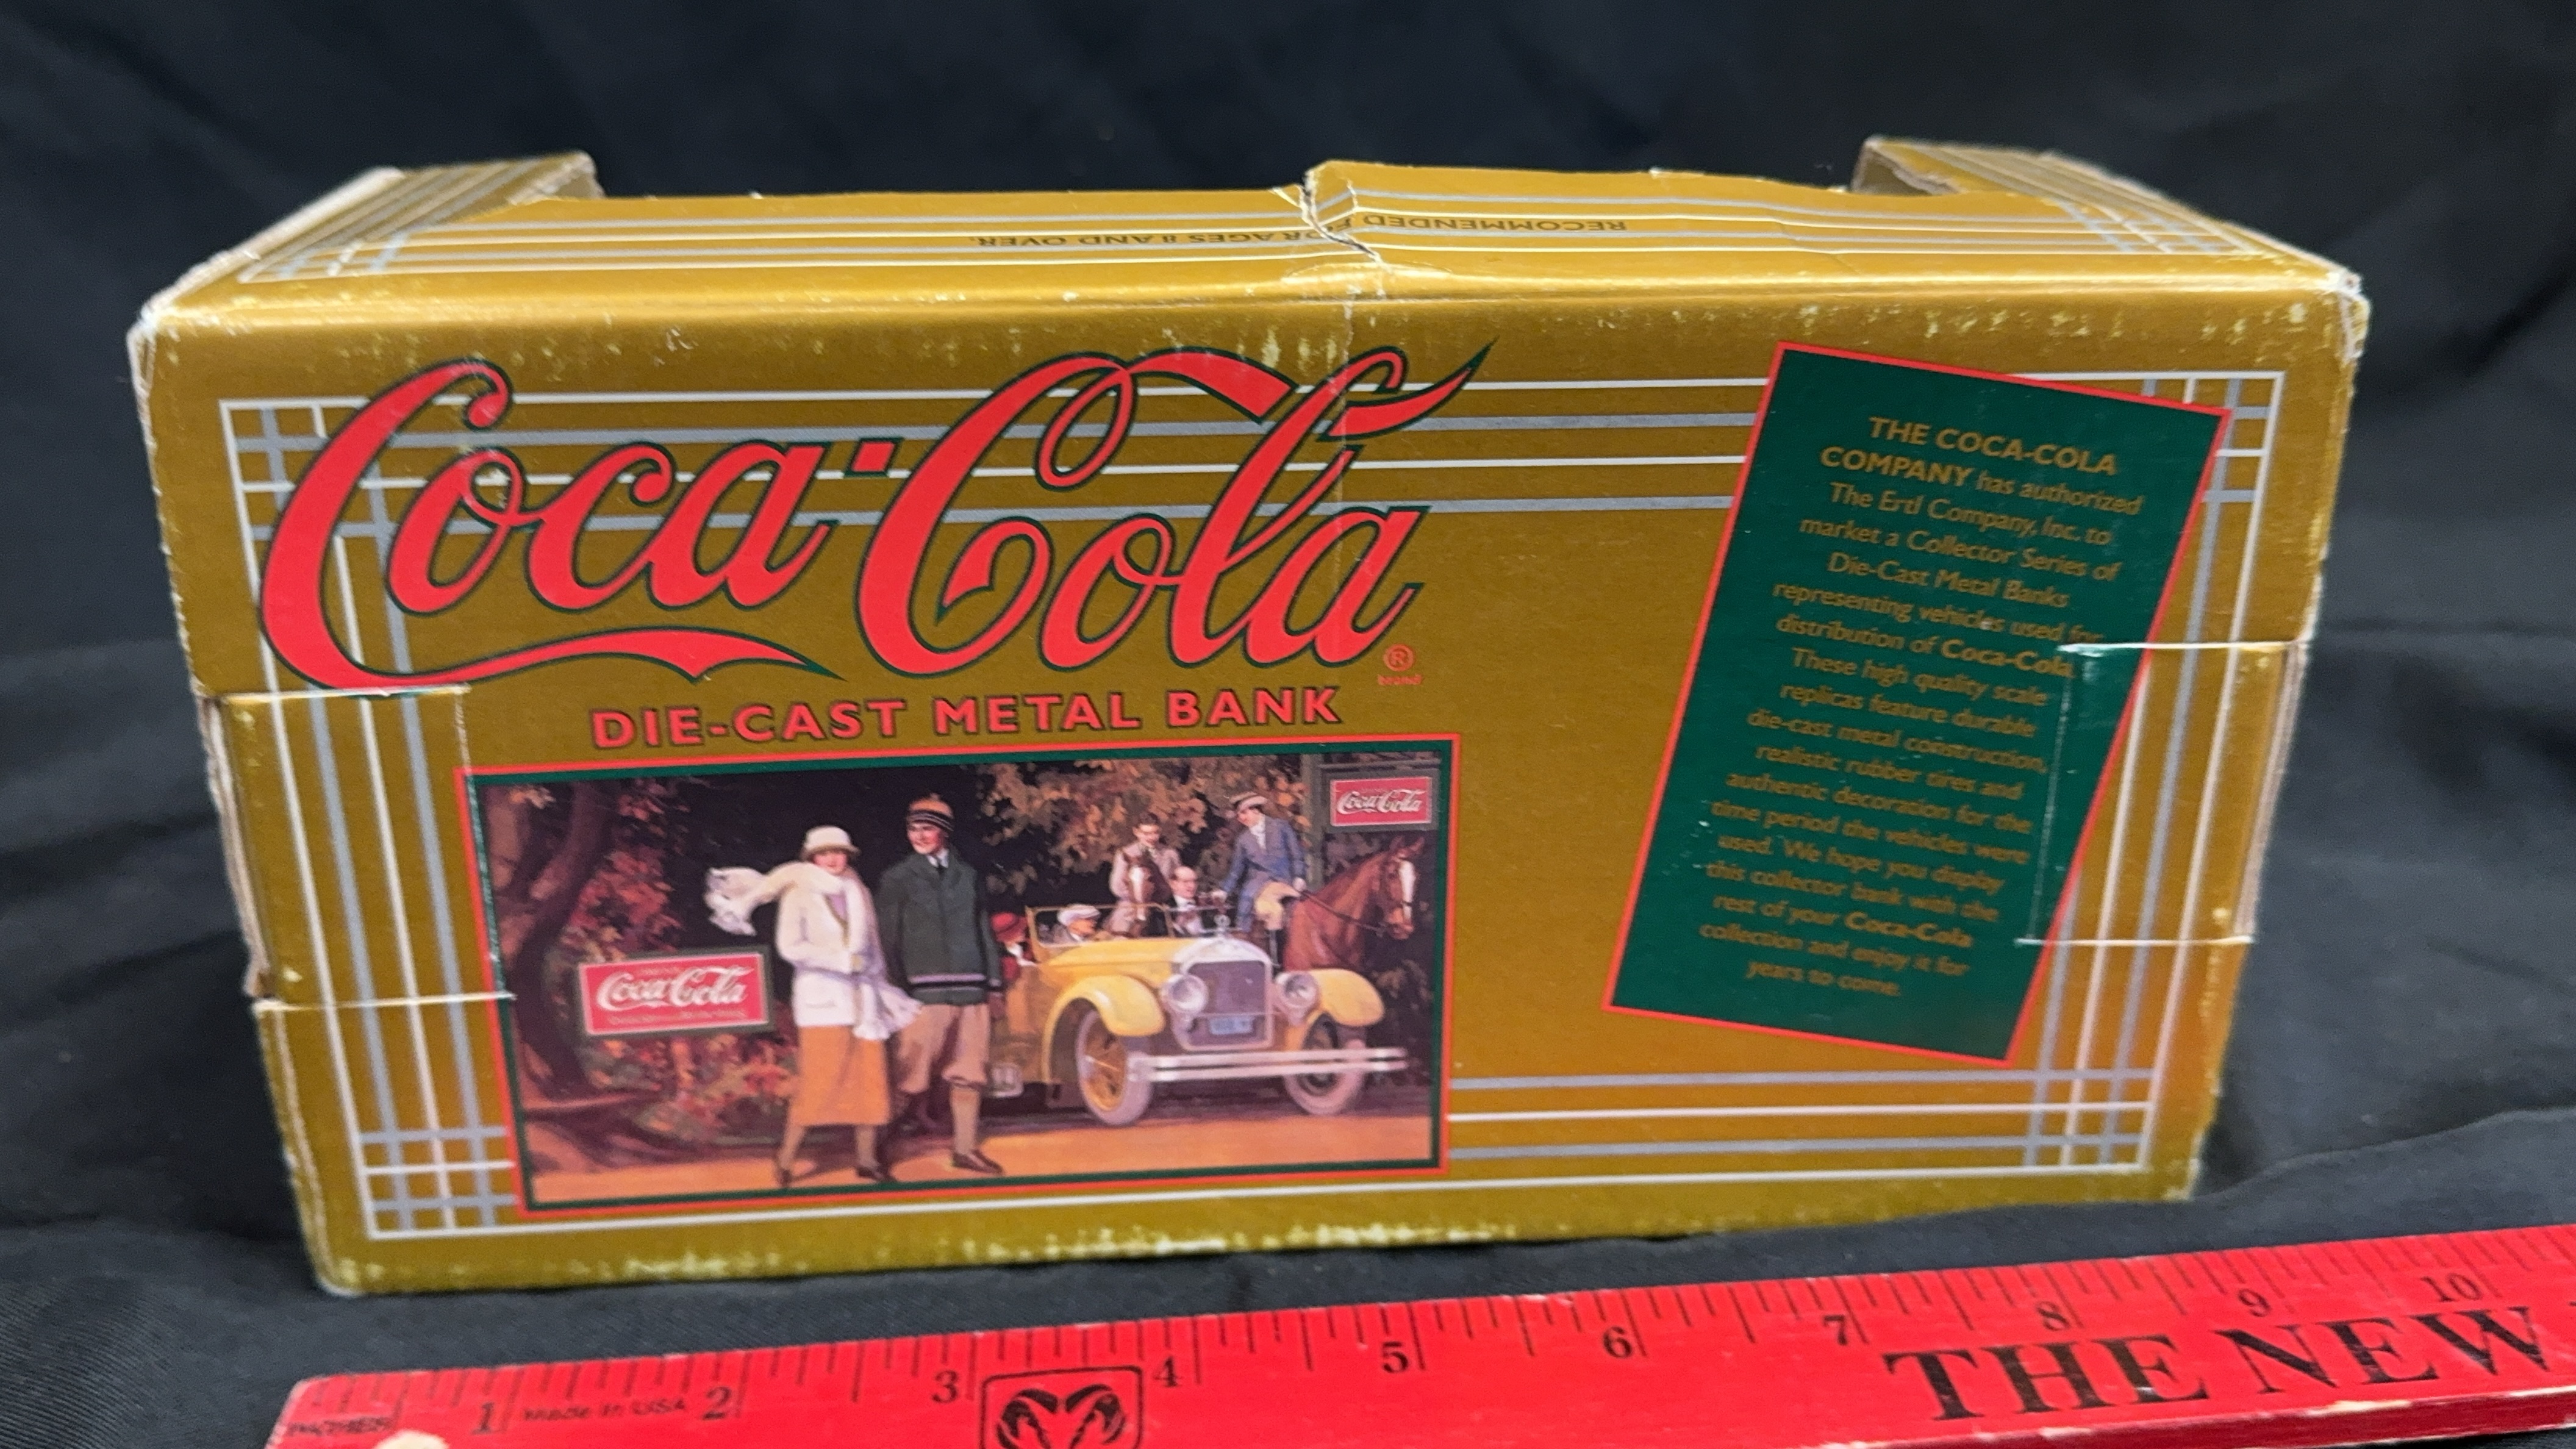 RECOMMENDED FOR AGES 8 AND OVER.
Coca-Cola
®
brand
DIE-CAST METAL BANK
Coca-Cola
Coca-Cola
THE COCA-COLA
COMPANY has authorized
The Ertl Company, Inc. to
market a Collector Series of
Die-Cast Metal Banks
representing vehicles used for
distribution of Coca-Cola.
These high quality scale
replicas feature durable
die-cast metal construction,
realistic rubber tires and
authentic decoration for the
time period the vehicles were
used. We hope you display
this collector bank with the
rest of your Coca-Cola
collection and enjoy it for
years to come.
1 Made in USA 2 3 4 5 6 7 8 9 10
THE NEW